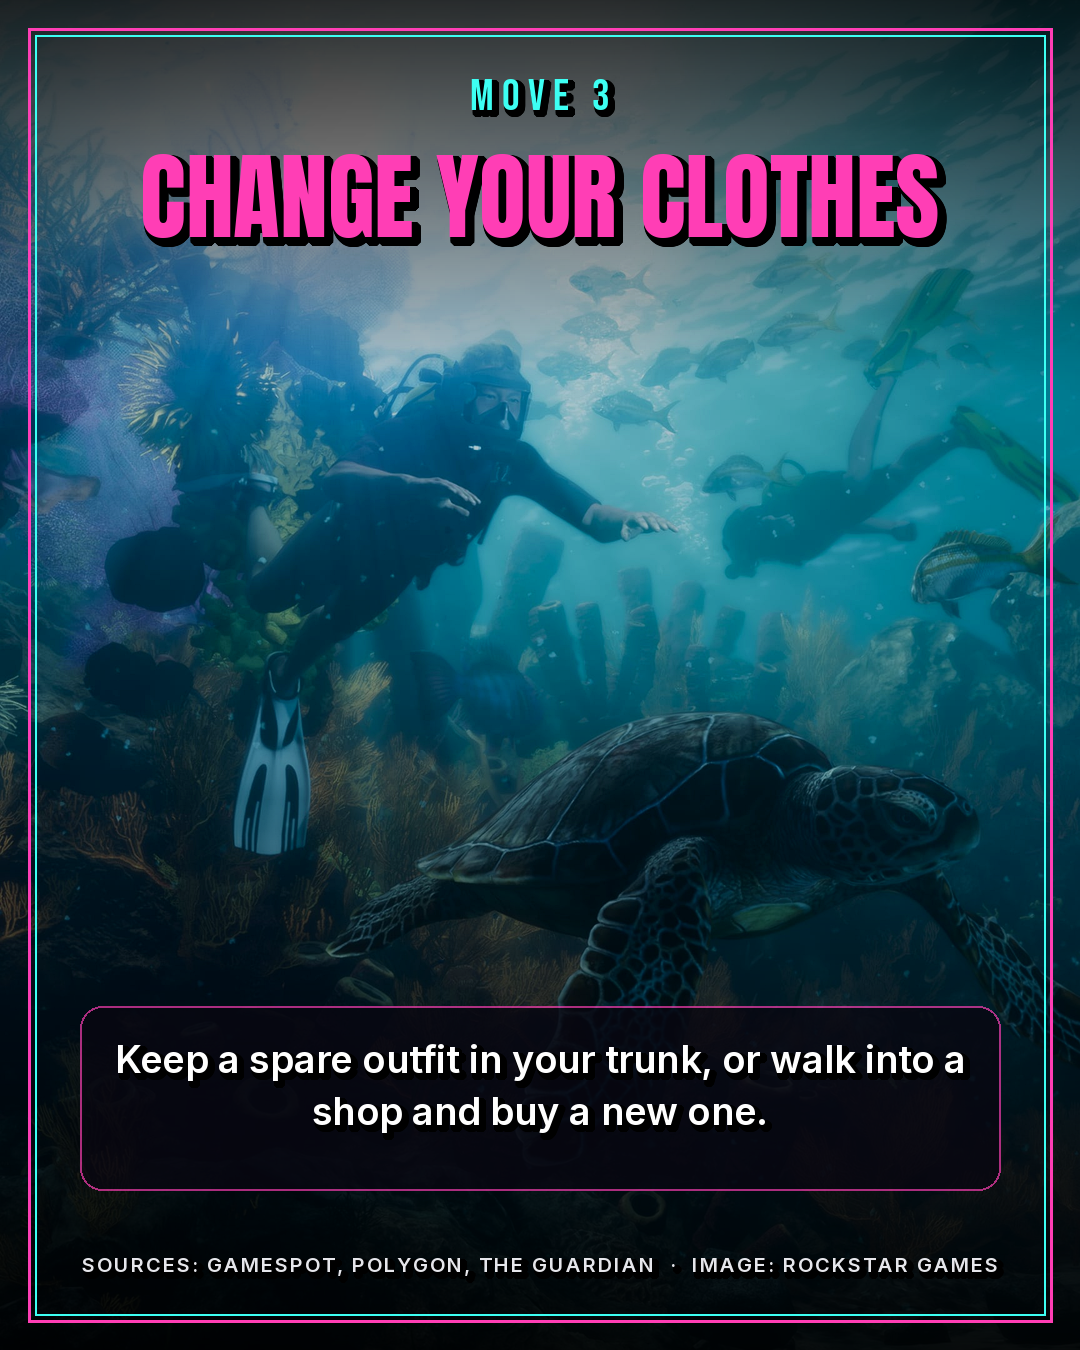 MOVE 3
CHANGE YOUR CLOTHES
Keep a spare outfit in your trunk, or walk into a
shop and buy a new one.
SOURCES: GAMESPOT, POLYGON, THE GUARDIAN · IMAGE: ROCKSTAR GAMES